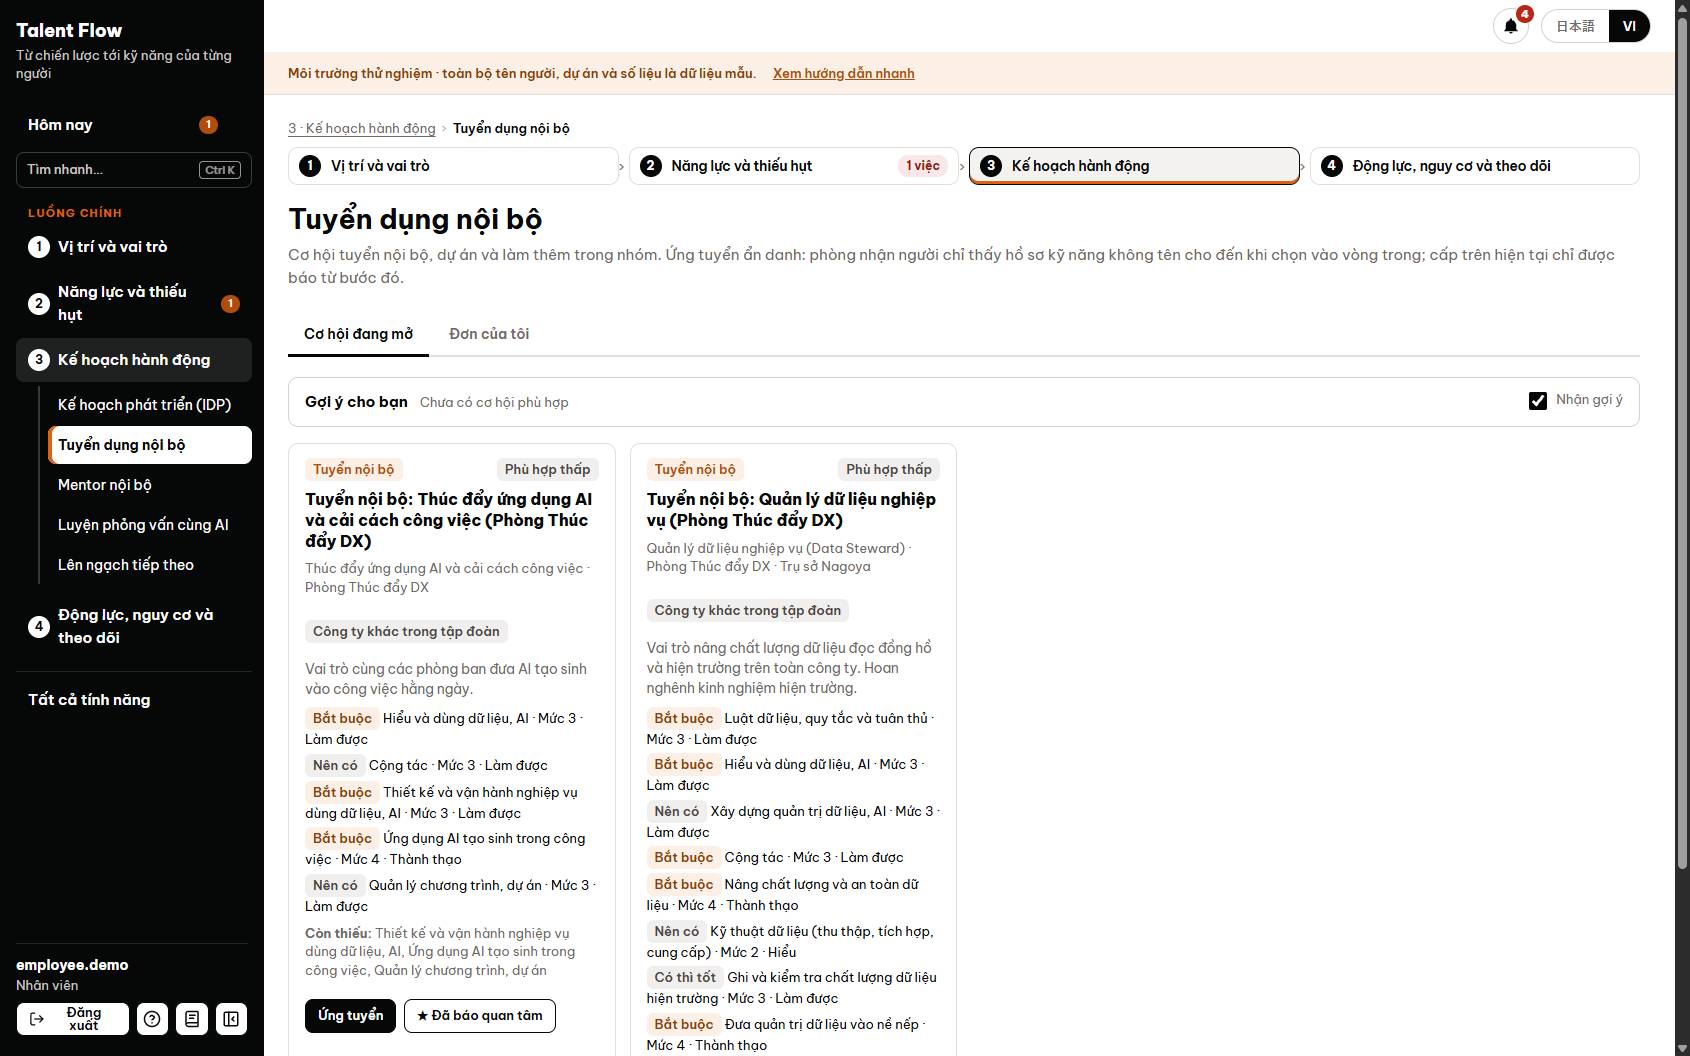 Talent Flow
Từ chiến lược tới kỹ năng của từng
người
Hôm nay
1
Tìm nhanh...
Ctrl K
LUỒNG CHÍNH
1 Vị trí và vai trò
2 Năng lực và thiếu
hụt
1
3 Kế hoạch hành động
Kế hoạch phát triển (IDP)
Tuyển dụng nội bộ
Mentor nội bộ
Luyện phỏng vấn cùng AI
Lên ngạch tiếp theo
4 Động lực, nguy cơ và
theo dõi
Tất cả tính năng
employee.demo
Nhân viên
Đăng
xuất
4
日本語
VI
Môi trường thử nghiệm · toàn bộ tên người, dự án và số liệu là dữ liệu mẫu. Xem hướng dẫn nhanh
3 · Kế hoạch hành động › Tuyển dụng nội bộ
1 Vị trí và vai trò › 2 Năng lực và thiếu hụt 1 việc › 3 Kế hoạch hành động › 4 Động lực, nguy cơ và theo dõi
Tuyển dụng nội bộ
Cơ hội tuyển nội bộ, dự án và làm thêm trong nhóm. Ứng tuyển ẩn danh: phòng nhận người chỉ thấy hồ sơ kỹ năng không tên cho đến khi chọn vào vòng trong; cấp trên hiện tại chỉ được
báo từ bước đó.
Cơ hội đang mở
Đơn của tôi
Gợi ý cho bạn Chưa có cơ hội phù hợp
Nhận gợi ý
Tuyển nội bộ
Phù hợp thấp
Tuyển nội bộ: Thúc đẩy ứng dụng AI
và cải cách công việc (Phòng Thúc
đẩy DX)
Thúc đẩy ứng dụng AI và cải cách công việc ·
Phòng Thúc đẩy DX
Công ty khác trong tập đoàn
Vai trò cùng các phòng ban đưa AI tạo sinh
vào công việc hằng ngày.
Bắt buộc Hiểu và dùng dữ liệu, AI · Mức 3 ·
Làm được
Nên có Cộng tác · Mức 3 · Làm được
Bắt buộc Thiết kế và vận hành nghiệp vụ
dùng dữ liệu, AI · Mức 3 · Làm được
Bắt buộc Ứng dụng AI tạo sinh trong công
việc · Mức 4 · Thành thạo
Nên có Quản lý chương trình, dự án · Mức 3 ·
Làm được
Còn thiếu: Thiết kế và vận hành nghiệp vụ
dùng dữ liệu, AI, Ứng dụng AI tạo sinh trong
công việc, Quản lý chương trình, dự án
Ứng tuyển
★ Đã báo quan tâm
Tuyển nội bộ
Phù hợp thấp
Tuyển nội bộ: Quản lý dữ liệu nghiệp
vụ (Phòng Thúc đẩy DX)
Quản lý dữ liệu nghiệp vụ (Data Steward) ·
Phòng Thúc đẩy DX · Trụ sở Nagoya
Công ty khác trong tập đoàn
Vai trò nâng chất lượng dữ liệu đọc đồng hồ
và hiện trường trên toàn công ty. Hoan
nghênh kinh nghiệm hiện trường.
Bắt buộc Luật dữ liệu, quy tắc và tuân thủ ·
Mức 3 · Làm được
Bắt buộc Hiểu và dùng dữ liệu, AI · Mức 3 ·
Làm được
Nên có Xây dựng quản trị dữ liệu, AI · Mức 3 ·
Làm được
Bắt buộc Cộng tác · Mức 3 · Làm được
Bắt buộc Nâng chất lượng và an toàn dữ
liệu · Mức 4 · Thành thạo
Nên có Kỹ thuật dữ liệu (thu thập, tích hợp,
cung cấp) · Mức 2 · Hiểu
Có thì tốt Ghi và kiểm tra chất lượng dữ liệu
hiện trường · Mức 3 · Làm được
Bắt buộc Đưa quản trị dữ liệu vào nề nếp ·
Mức 4 · Thành thạo